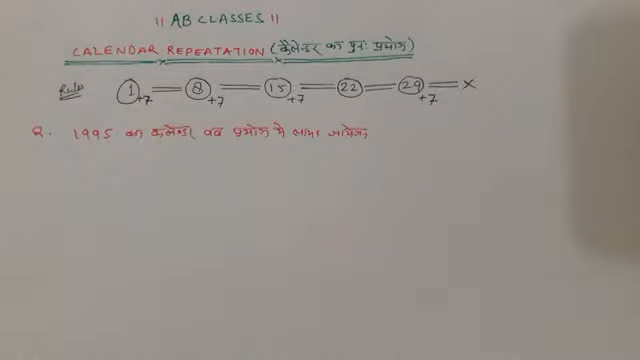 || AB CLASSES ||
CALENDAR REPEATATION (कैलेन्डर का पुनः प्रयोग)
Rules 1 +7 = 8 +7 = 15 +7 = 22 = 29 +7 = X
Q. 1995 का कैलेन्डर कब प्रयोग में लाया जायेगा